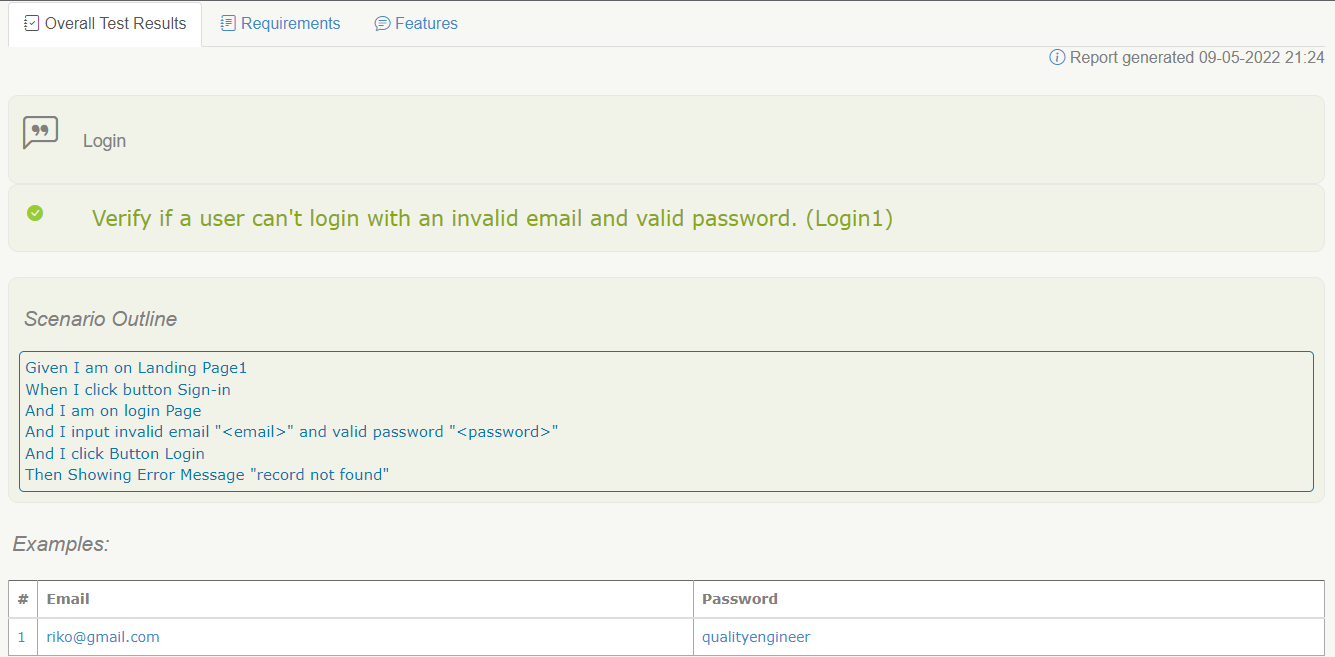 Overall Test Results Requirements Features
Report generated 09-05-2022 21:24
Login
Verify if a user can't login with an invalid email and valid password. (Login1)
Scenario Outline
Given I am on Landing Page1
When I click button Sign-in
And I am on login Page
And I input invalid email "<email>" and valid password "<password>"
And I click Button Login
Then Showing Error Message "record not found"
Examples:
# Email Password
1 riko@gmail.com qualityengineer